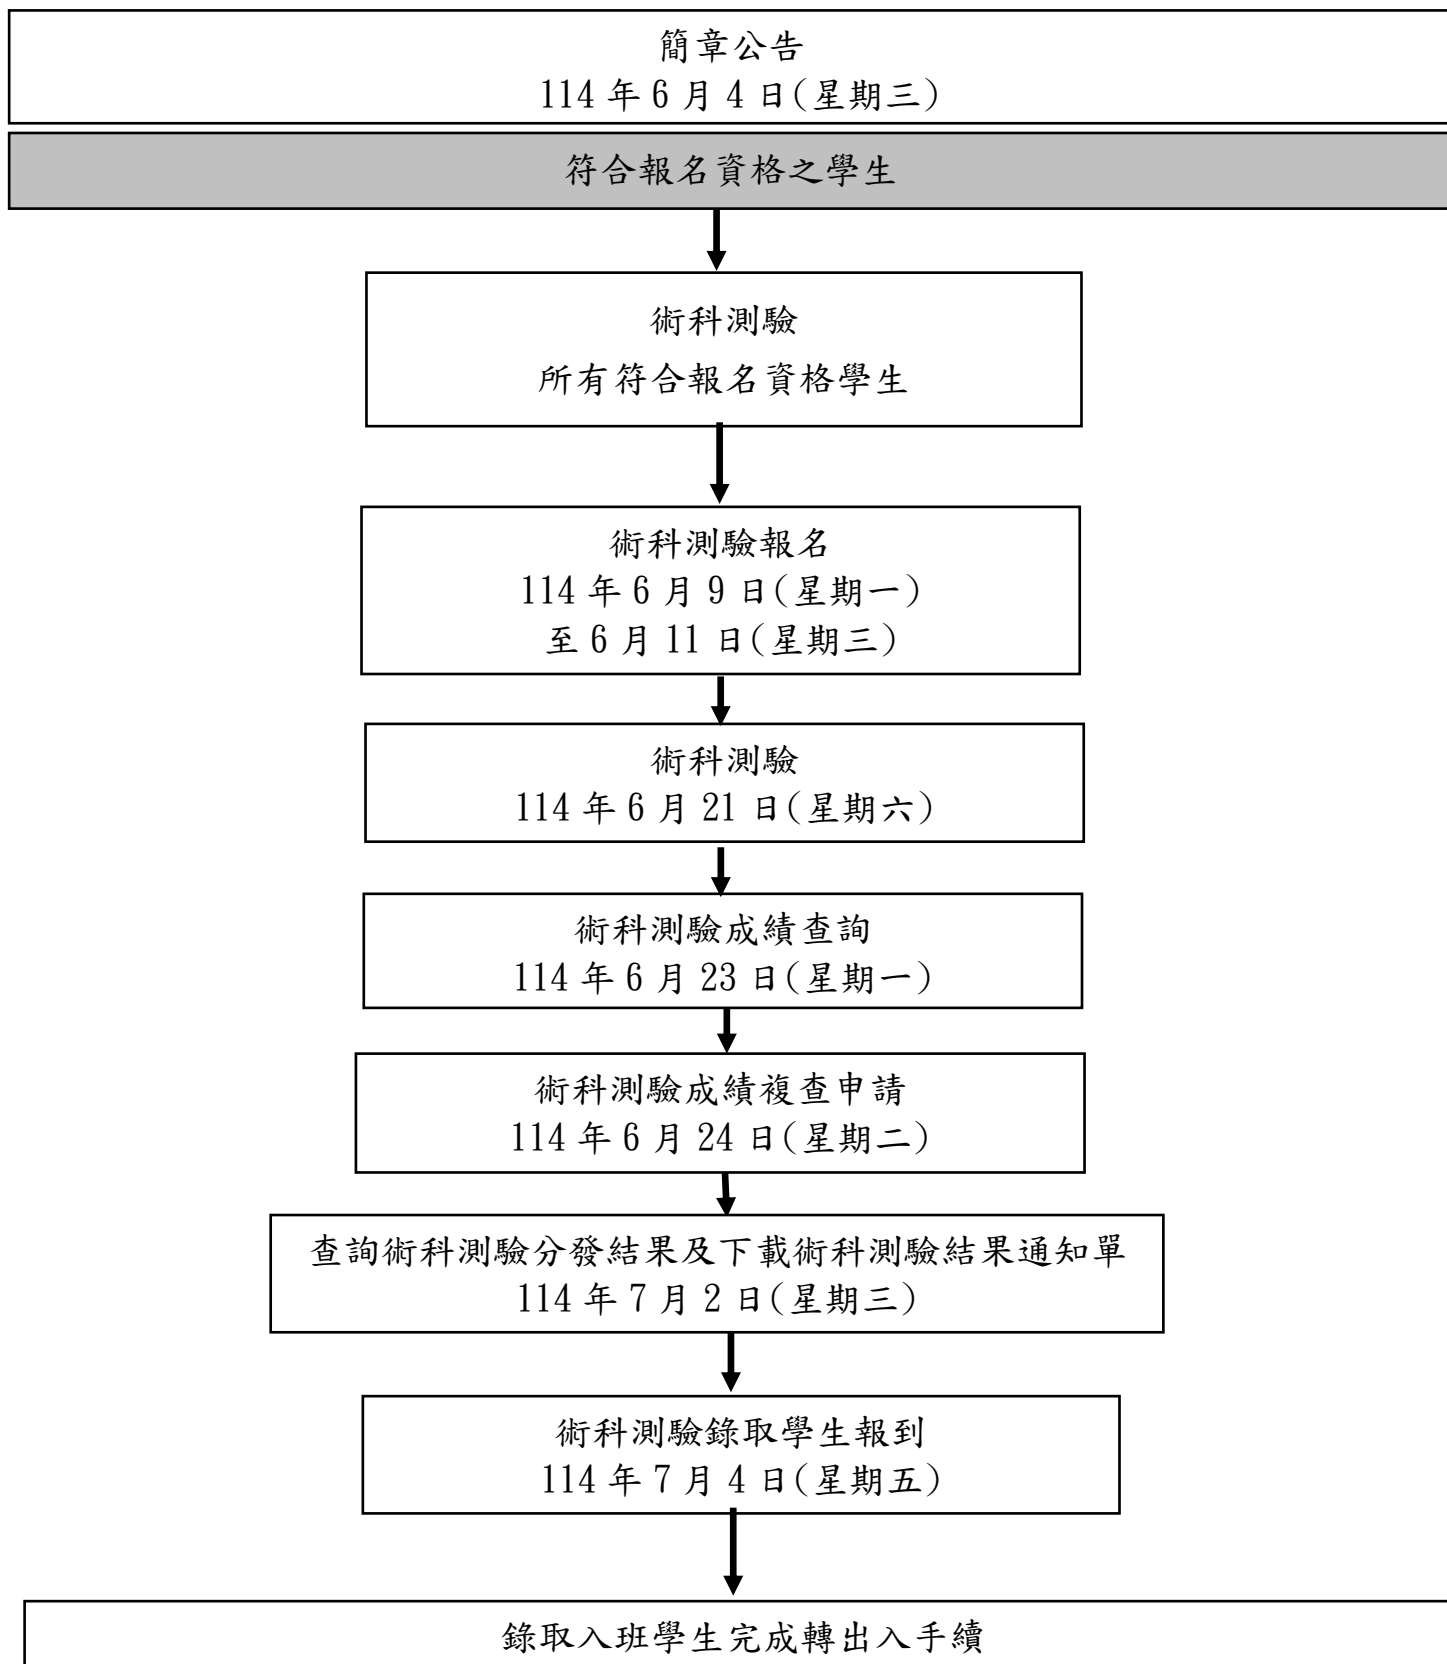 簡章公告
114 年 6 月 4 日(星期三)
符合報名資格之學生
術科測驗
所有符合報名資格學生
術科測驗報名
114 年 6 月 9 日(星期一)
至 6 月 11 日(星期三)
術科測驗
114 年 6 月 21 日(星期六)
術科測驗成績查詢
114 年 6 月 23 日(星期一)
術科測驗成績複查申請
114 年 6 月 24 日(星期二)
查詢術科測驗分發結果及下載術科測驗結果通知單
114 年 7 月 2 日(星期三)
術科測驗錄取學生報到
114 年 7 月 4 日(星期五)
錄取入班學生完成轉出入手續